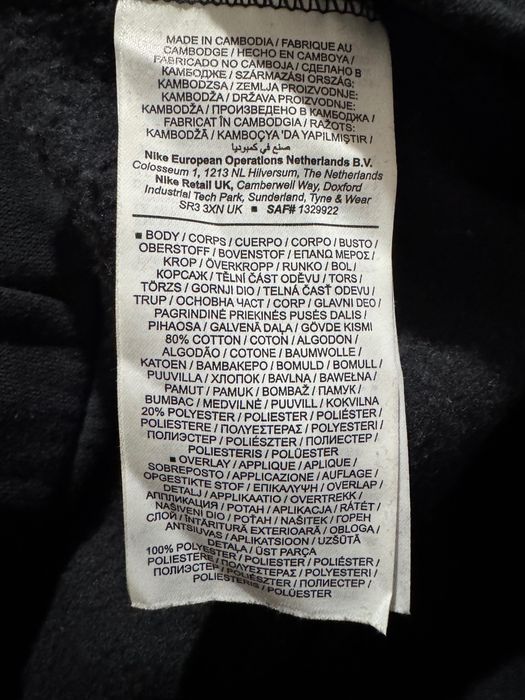 MADE IN CAMBODIA / FABRIQUE AU
CAMBODGE / HECHO EN CAMBOYA /
FABRICADO NO CAMBOJA / СДЕЛАНО В
КАМБОДЖЕ / SZÁRMAZÁSI ORSZÁG:
KAMBODZSA / ZEMLJA PROIZVODNJE:
KAMBODŽA / DRŽAVA PROIZVODNJE:
KAMBODŽA / ПРОИЗВЕДЕНО В КАМБОДЖА /
FABRICAT ÎN CAMBODGIA / RAŽOTS:
KAMBODŽĀ / KAMBOÇYA 'DA YAPILMIŞTIR /
صنع في كمبوديا
Nike European Operations Netherlands B.V.
Colosseum 1, 1213 NL Hilversum, The Netherlands
Nike Retail UK, Camberwell Way, Doxford
Industrial Tech Park, Sunderland, Tyne & Wear
SR3 3XN UK ■ SAF# 1329922
■ BODY / CORPS / CUERPO / CORPO / BUSTO /
OBERSTOFF / BOVENSTOF / ΕΠΑΝΩ ΜΕΡΟΣ /
KROP / ÖVERKROPP / RUNKO / BOL /
КОРСАЖ / TĚLNÍ ČÁST ODĚVU / TORS /
TÖRZS / GORNJI DIO / TELNÁ ČASŤ ODEVU /
TRUP / ОСНОВНА ЧАСТ / CORP / GLAVNI DEO /
PAGRINDINĖ PRIEKINĖS PUSĖS DALIS /
PIHAOSA / GALVENĀ DAĻA / GÖVDE KISMI
80% COTTON / COTON / ALGODON /
ALGODÃO / COTONE / BAUMWOLLE /
KATOEN / ΒΑΜΒΑΚΕΡΟ / BOMULD / BOMULL /
PUUVILLA / ХЛОПОК / BAVLNA / BAWEŁNA /
PAMUT / PAMUK / BOMBAŽ / ПАМУК /
BUMBAC / MEDVILNĖ / PUUVILL / KOKVILNA
20% POLYESTER / POLIESTER / POLIÉSTER /
POLIESTERE / ΠΟΛΥΕΣΤΕΡΑΣ / POLYESTERI /
ПОЛИЭСТЕР / POLIÉSZTER / ПОЛИЕСТЕР /
POLIESTERIS / POLÜESTER
■ OVERLAY / APPLIQUE / APLIQUE /
SOBREPOSTO / APPLICAZIONE / AUFLAGE /
OPGESTIKTE STOF / ΕΠΙΚΑΛΥΨΗ / OVERLAP /
DETALJ / APPLIKAATIO / OVERTREKK /
АППЛИКАЦИЯ / POTAH / APLIKACJA / RÁTÉT /
NAŠIVENI DIO / POŤAH / NAŠITEK / ГОРЕН
СЛОЙ / ÎNTĂRITURĂ EXTERIOARĂ / OBLOGA /
ANTSIUVAS / APLIKATSIOON / UZŠŪTĀ
DETAĻA / ÜST PARÇA
100% POLYESTER / POLIESTER / POLIÉSTER /
POLIESTERE / ΠΟΛΥΕΣΤΕΡΑΣ / POLYESTERI /
ПОЛИЭСТЕР / POLIÉSZTER / ПОЛИЕСТЕР /
POLIESTERIS / POLÜESTER